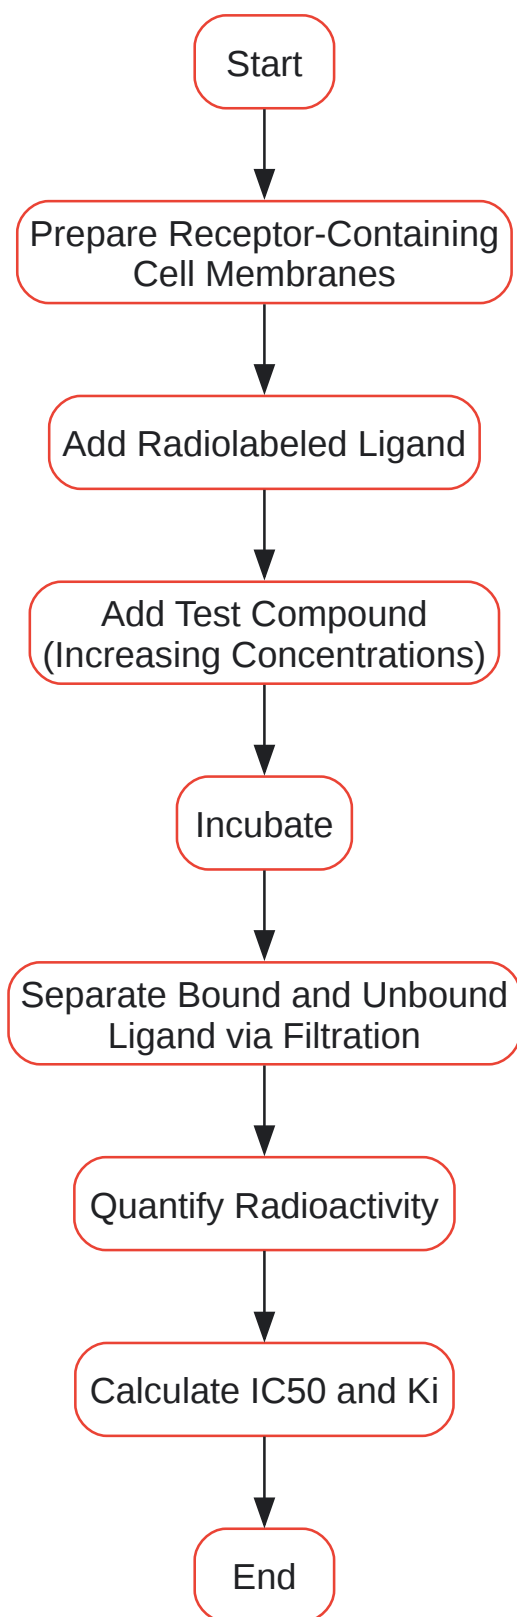 Start
Prepare Receptor-Containing
Cell Membranes
Add Radiolabeled Ligand
Add Test Compound
(Increasing Concentrations)
Incubate
Separate Bound and Unbound
Ligand via Filtration
Quantify Radioactivity
Calculate IC50 and Ki
End